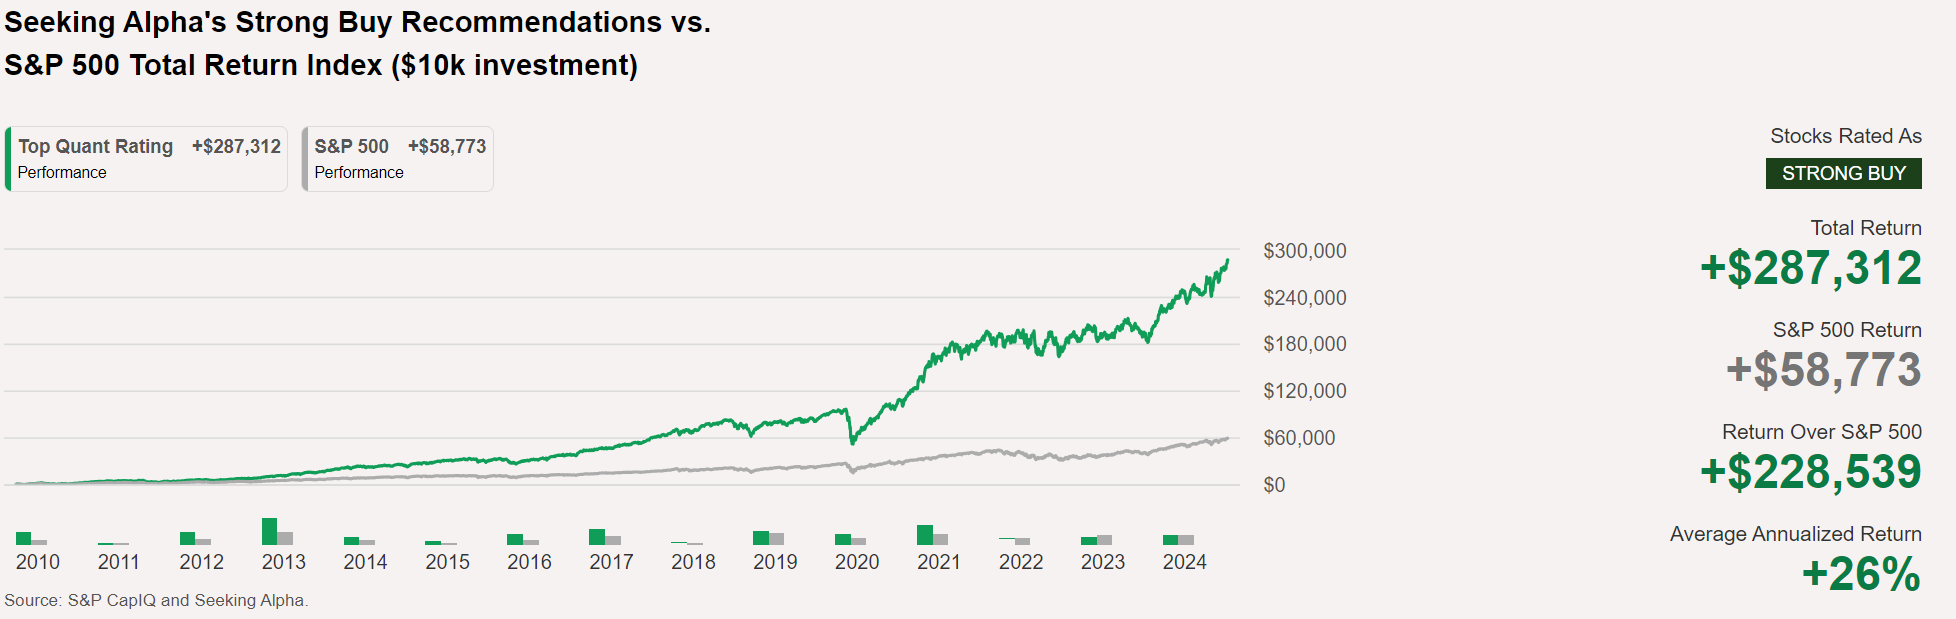 Seeking Alpha's Strong Buy Recommendations vs.
S&P 500 Total Return Index ($10k investment)
Top Quant Rating +$287,312
Performance
S&P 500 +$58,773
Performance
$300,000
$240,000
$180,000
$120,000
$60,000
$0
2010 2011 2012 2013 2014 2015 2016 2017 2018 2019 2020 2021 2022 2023 2024
Source: S&P CapIQ and Seeking Alpha.
Stocks Rated As
STRONG BUY
Total Return
+$287,312
S&P 500 Return
+$58,773
Return Over S&P 500
+$228,539
Average Annualized Return
+26%